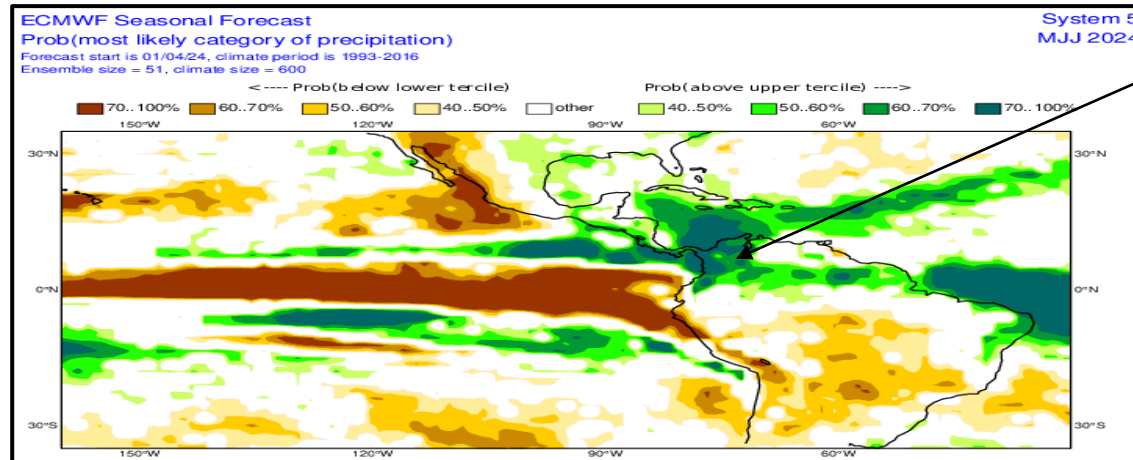 ECMWF Seasonal Forecast
System 5
Prob(most likely category of precipitation)
MJJ 2024
Forecast start is 01/04/24, climate period is 1993-2016
Ensemble size = 51, climate size = 600
<---- Prob(below lower tercile)
Prob(above upper tercile) ---->
70..100% 60..70% 50..60% 40..50% other 40..50% 50..60% 60..70% 70..100%
150°W 120°W 90°W 60°W
30°N 30°N
0°N 0°N
30°S 30°S
150°W 120°W 90°W 60°W